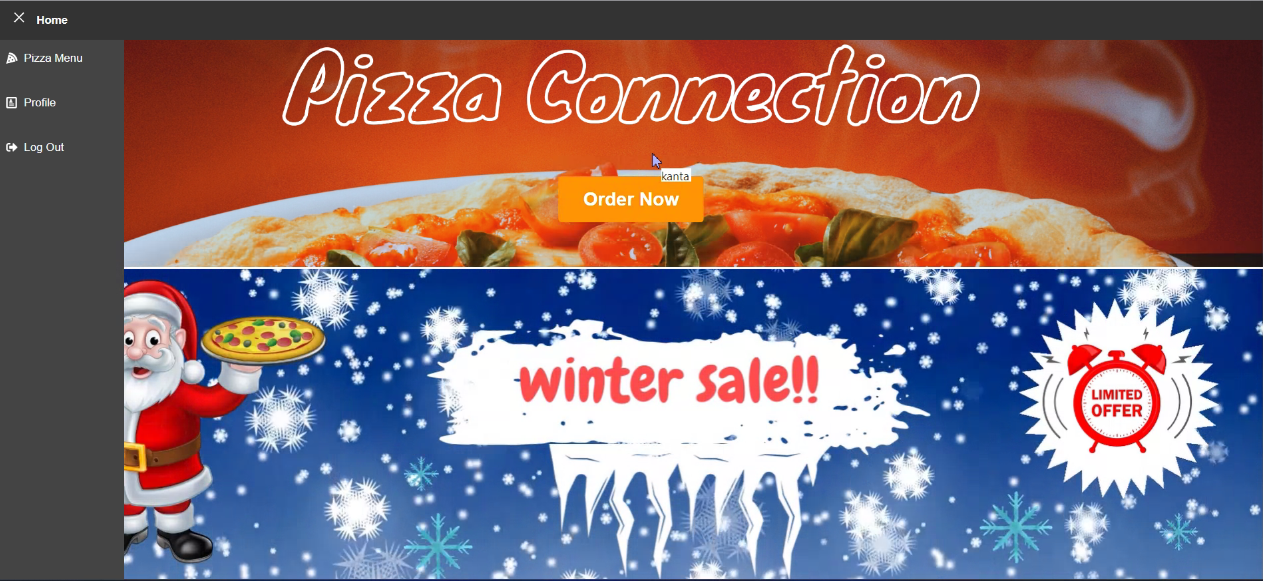 Home
Pizza Menu
Profile
Log Out
Pizza Connection
kanta
Order Now
winter sale!!
LIMITED
OFFER